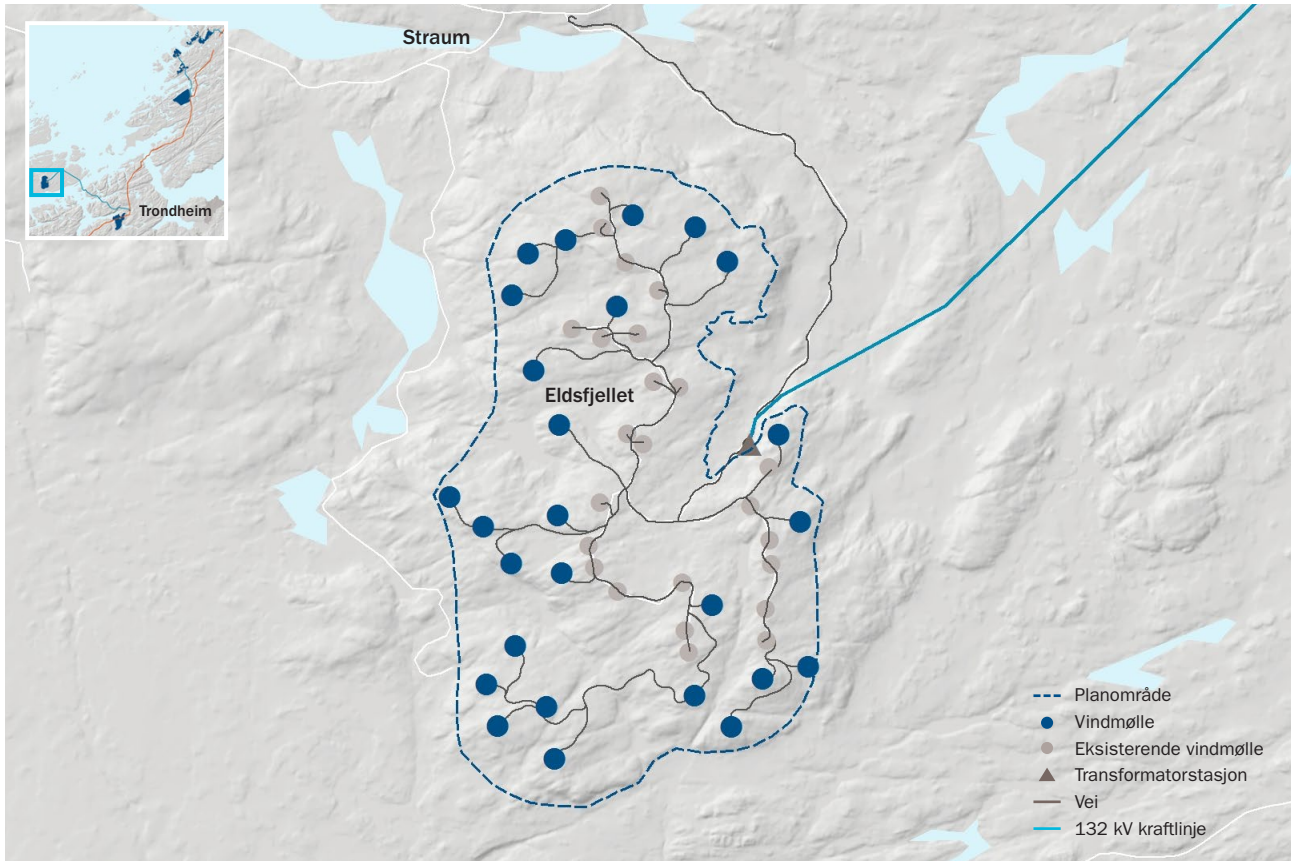 Straum
Trondheim
Eldsfjellet
Planområde
Vindmølle
Eksisterende vindmølle
Transformatorstasjon
Vei
132 kV kraftlinje